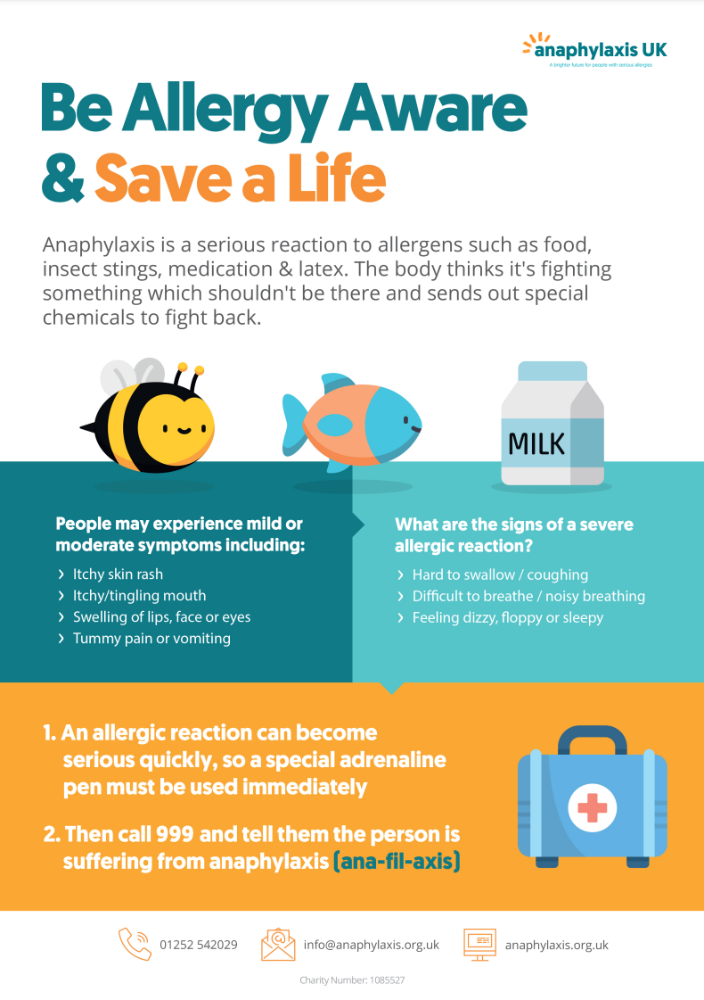 anaphylaxis UK
A brighter future for people with serious allergies
Be Allergy Aware
& Save a Life
Anaphylaxis is a serious reaction to allergens such as food,
insect stings, medication & latex. The body thinks it's fighting
something which shouldn't be there and sends out special
chemicals to fight back.
MILK
People may experience mild or
moderate symptoms including:
› Itchy skin rash
› Itchy/tingling mouth
› Swelling of lips, face or eyes
› Tummy pain or vomiting
What are the signs of a severe
allergic reaction?
› Hard to swallow / coughing
› Difficult to breathe / noisy breathing
› Feeling dizzy, floppy or sleepy
1. An allergic reaction can become
serious quickly, so a special adrenaline
pen must be used immediately
2. Then call 999 and tell them the person is
suffering from anaphylaxis (ana-fil-axis)
01252 542029
info@anaphylaxis.org.uk
anaphylaxis.org.uk
Charity Number: 1085527